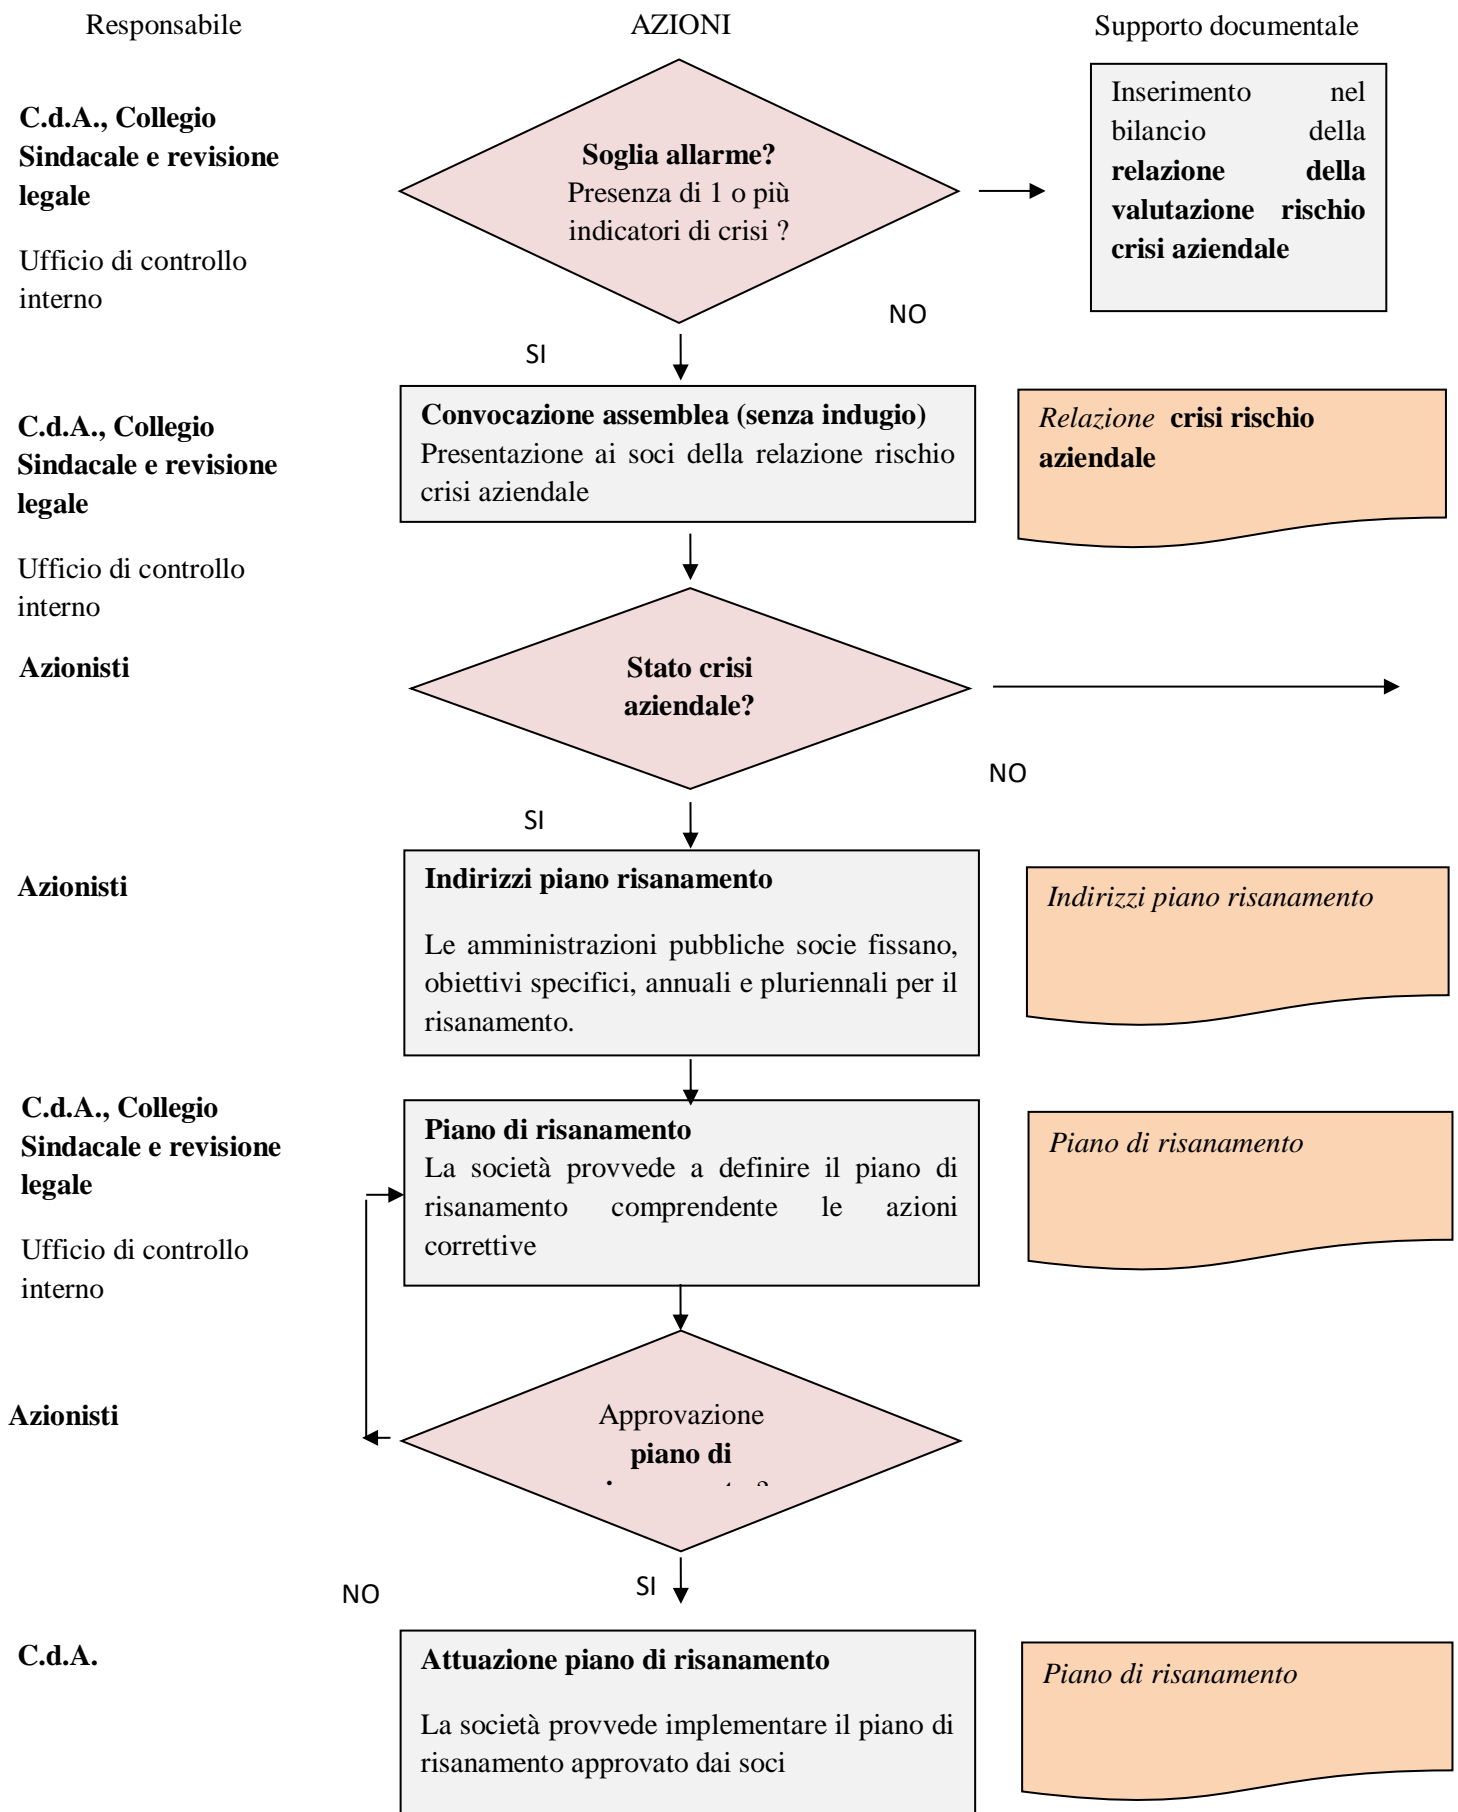 Responsabile
AZIONI
Supporto documentale
C.d.A., Collegio
Sindacale e revisione
legale
Ufficio di controllo
interno
Soglia allarme?
Presenza di 1 o più
indicatori di crisi ?
Inserimento nel
bilancio della
relazione della
valutazione rischio
crisi aziendale
NO
SI
C.d.A., Collegio
Sindacale e revisione
legale
Ufficio di controllo
interno
Convocazione assemblea (senza indugio)
Presentazione ai soci della relazione rischio
crisi aziendale
Relazione crisi rischio
aziendale
Azionisti
Stato crisi
aziendale?
NO
SI
Azionisti
Indirizzi piano risanamento
Le amministrazioni pubbliche socie fissano,
obiettivi specifici, annuali e pluriennali per il
risanamento.
Indirizzi piano risanamento
C.d.A., Collegio
Sindacale e revisione
legale
Ufficio di controllo
interno
Piano di risanamento
La società provvede a definire il piano di
risanamento comprendente le azioni
correttive
Piano di risanamento
Azionisti
Approvazione
piano di
NO
SI
C.d.A.
Attuazione piano di risanamento
La società provvede implementare il piano di
risanamento approvato dai soci
Piano di risanamento